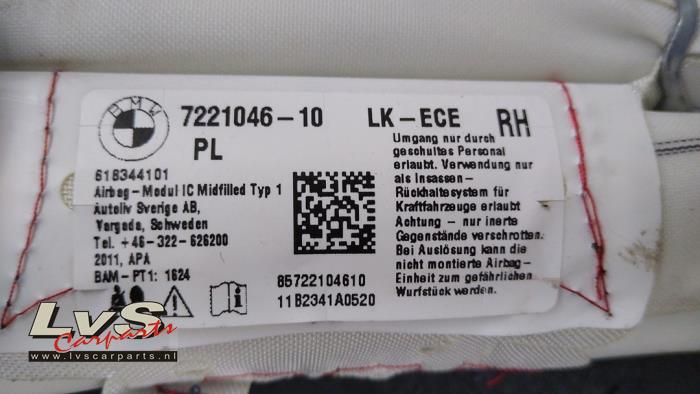 BMW
7221046-10
PL
LK-ECE
RH
618344101
Airbag-Modul IC Midfilled Typ 1
Autoliv Sverige AB,
Vargada, Schweden
Tel. +46-322-626200
2011, APA
BAM-PT1: 1624
85722104610
11B2341A0520
Umgang nur durch
geschultes Personal
erlaubt. Verwendung nur
als Insassen-
Rückhaltesystem für
Kraftfahrzeuge erlaubt
Achtung - nur inerte
Gegenstände verschrotten.
Bei Auslösung kann die
nicht montierte Airbag-
Einheit zum gefährlichen
Wurfstück werden.
LvS
Carparts
www.lvscarparts.nl